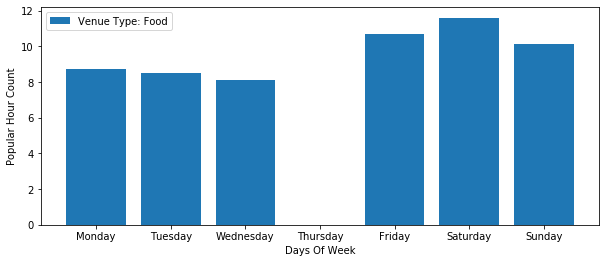 Venue Type: Food
Popular Hour Count
12
10
8
6
4
2
0
Monday Tuesday Wednesday Thursday Friday Saturday Sunday
Days Of Week